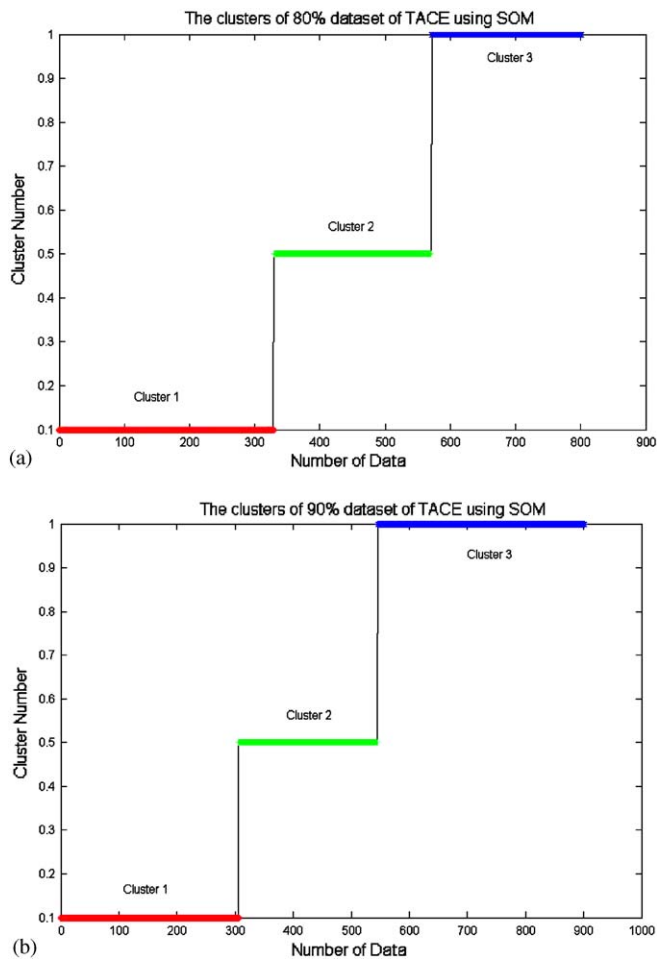 The clusters of 80% dataset of TACE using SOM
1
0.9
0.8
0.7
0.6
0.5
0.4
0.3
0.2
0.1
Cluster Number
Cluster 3
Cluster 2
Cluster 1
0 100 200 300 400 500 600 700 800 900
Number of Data
(a)
The clusters of 90% dataset of TACE using SOM
1
0.9
0.8
0.7
0.6
0.5
0.4
0.3
0.2
0.1
Cluster Number
Cluster 3
Cluster 2
Cluster 1
0 100 200 300 400 500 600 700 800 900 1000
Number of Data
(b)